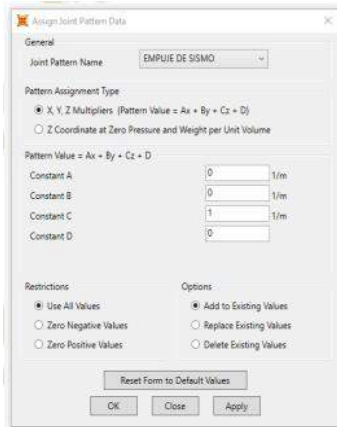 Assign Joint Pattern Data
General
Joint Pattern Name EMPUJE DE SISMO
Pattern Assignment Type
X, Y, Z Multipliers (Pattern Value = Ax + By + Cz + D)
Z Coordinate at Zero Pressure and Weight per Unit Volume
Pattern Value = Ax + By + Cz + D
Constant A 0 1/m
Constant B 0 1/m
Constant C 1 1/m
Constant D 0
Restrictions Options
Use All Values Add to Existing Values
Zero Negative Values Replace Existing Values
Zero Positive Values Delete Existing Values
Reset Form to Default Values
OK Close Apply